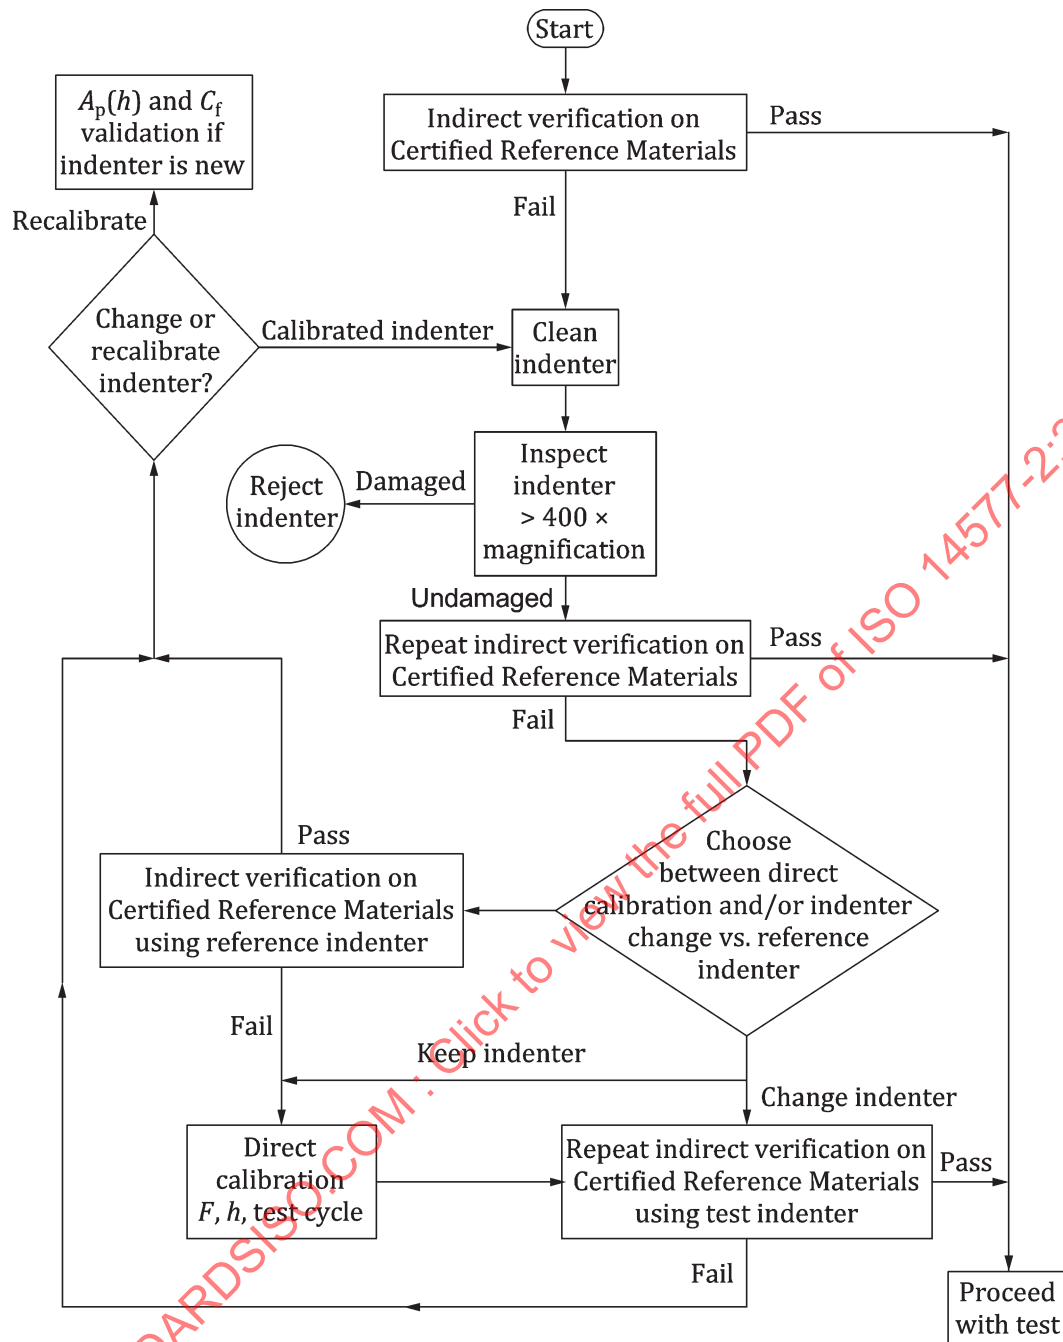 Start
Indirect verification on
Certified Reference Materials
Pass
Ap(h) and Cf
validation if
indenter is new
Fail
Recalibrate
Change or
recalibrate
indenter?
Calibrated indenter
Clean
indenter
Inspect
indenter
> 400 ×
magnification
Damaged
Reject
indenter
Undamaged
Repeat indirect verification on
Certified Reference Materials
Pass
Fail
Choose
between direct
calibration and/or indenter
change vs. reference
indenter
Pass
Indirect verification on
Certified Reference Materials
using reference indenter
Fail
Keep indenter
Change indenter
Direct
calibration
F, h, test cycle
Repeat indirect verification on
Certified Reference Materials
using test indenter
Pass
Fail
Proceed
with test
DARDSISO.COM : Click to view the full PDF of ISO 14577-2: